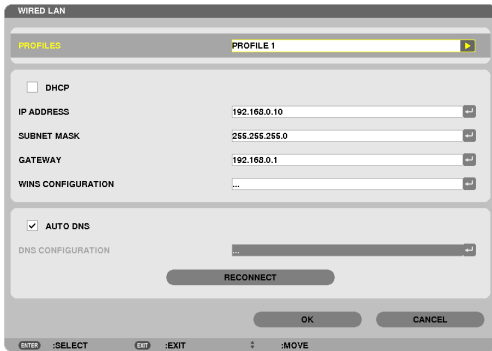 WIRED LAN
PROFILES PROFILE 1
DHCP
IP ADDRESS 192.168.0.10
SUBNET MASK 255.255.255.0
GATEWAY 192.168.0.1
WINS CONFIGURATION ...
AUTO DNS
DNS CONFIGURATION ...
RECONNECT
OK CANCEL
ENTER :SELECT EXIT :EXIT :MOVE